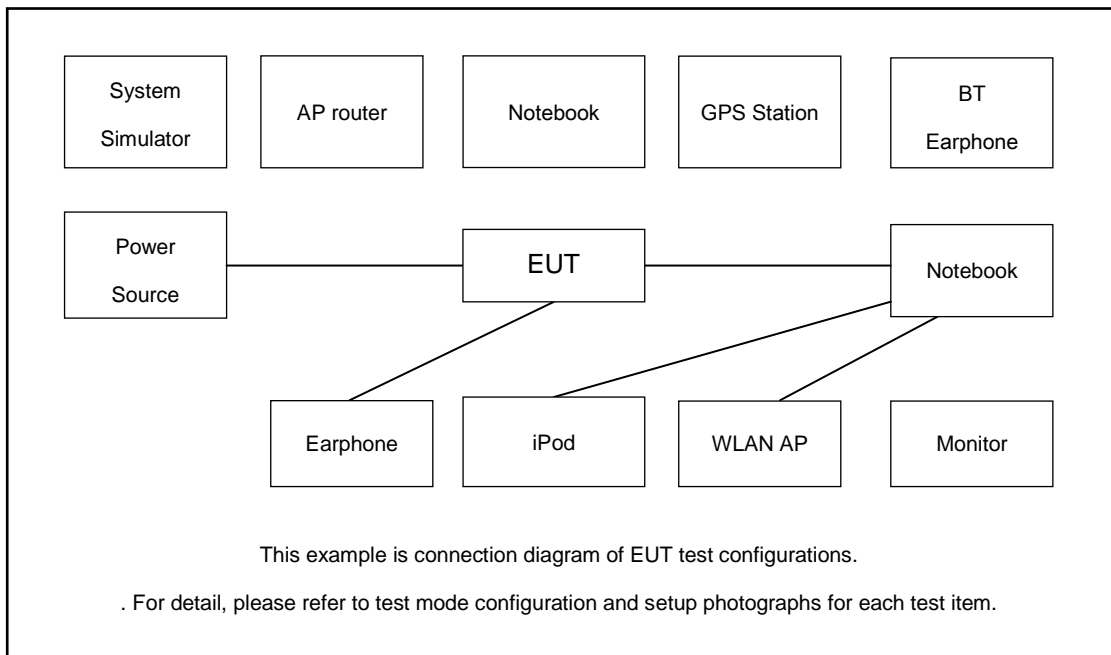 System
Simulator
AP router
Notebook
GPS Station
BT
Earphone
Power
Source
EUT
Notebook
Earphone
iPod
WLAN AP
Monitor
This example is connection diagram of EUT test configurations.
. For detail, please refer to test mode configuration and setup photographs for each test item.